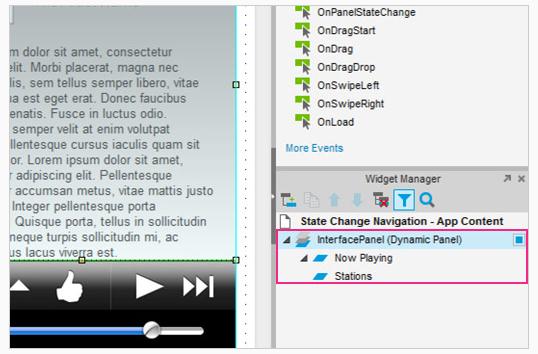 m dolor sit amet, consectetur
elit. Morbi placerat, magna nec
lis, sem tellus semper libero, vitae
na est eget erat. Donec faucibus
enenatis. Fusce in luctus odio.
semper velit at enim volutpat
llentesque cursus iaculis quam sit
or. Lorem ipsum dolor sit amet,
r adipiscing elit. Pellentesque
accumsan metus, vitae mattis justo
Integer pellentesque porta
Quisque porta, tellus in sollicitudin
neque turpis sollicitudin mi, ac
us lacus viverra est.
OnPanelStateChange
OnDragStart
OnDrag
OnDragDrop
OnSwipeLeft
OnSwipeRight
OnLoad
More Events
Widget Manager
State Change Navigation - App Content
InterfacePanel (Dynamic Panel)
Now Playing
Stations